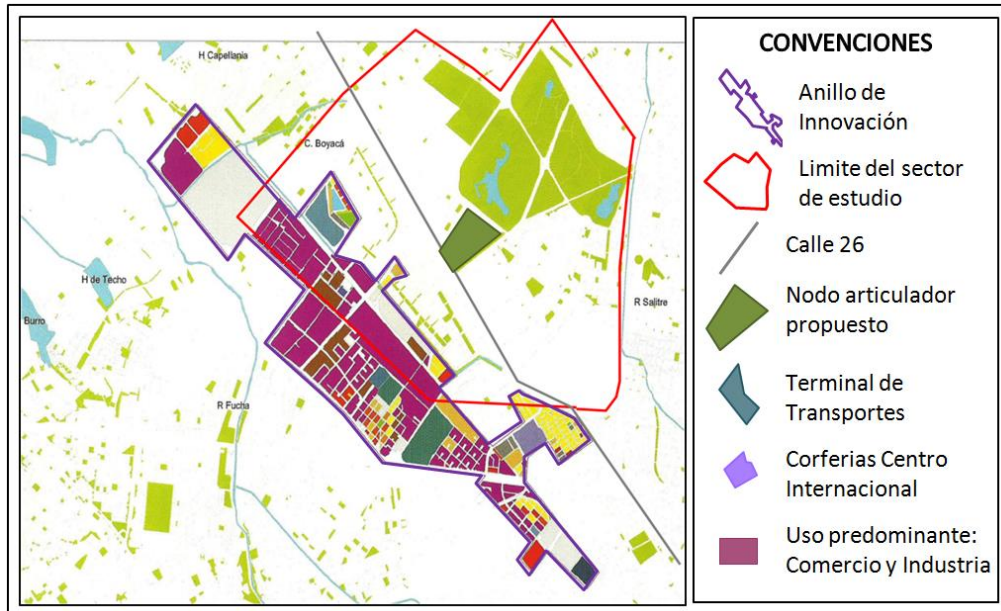 H Capellania
C. Boyacá
H de Techo
Burro
R Fucha
R Salitre
CONVENCIONES
Anillo de
Innovación
Limite del sector
de estudio
Calle 26
Nodo articulador
propuesto
Terminal de
Transportes
Corferias Centro
Internacional
Uso predominante:
Comercio y Industria